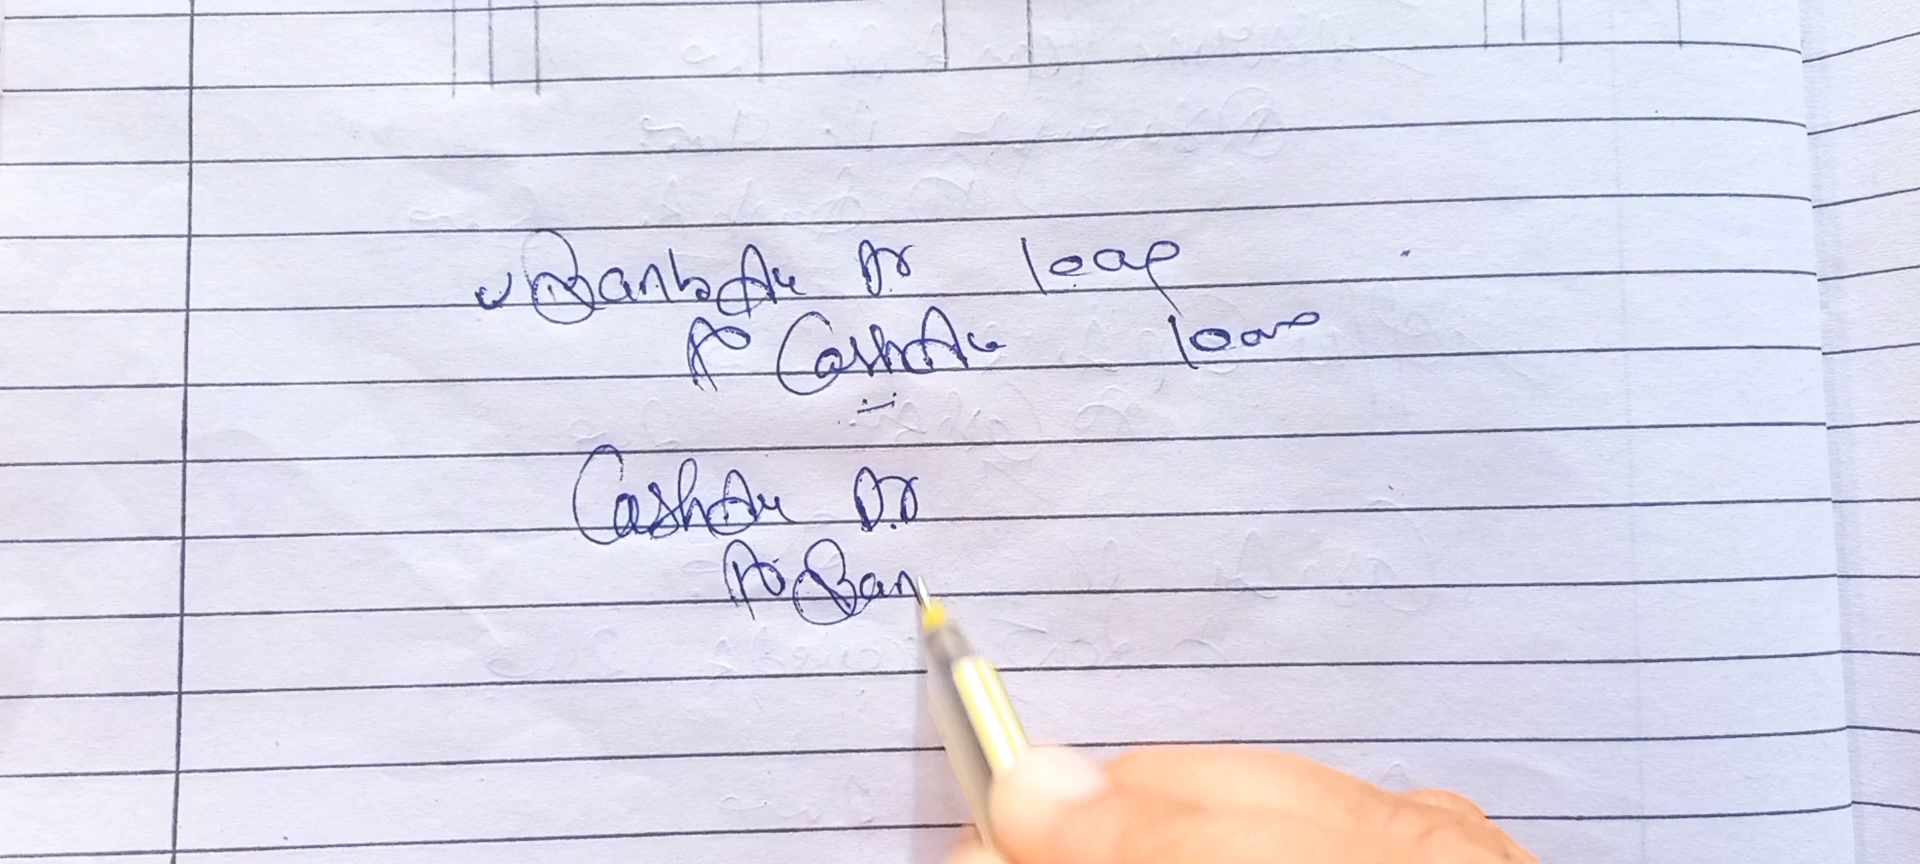 Bank A/c Dr 1000
To Cash A/c 1000
Cash A/c Dr
To Ban